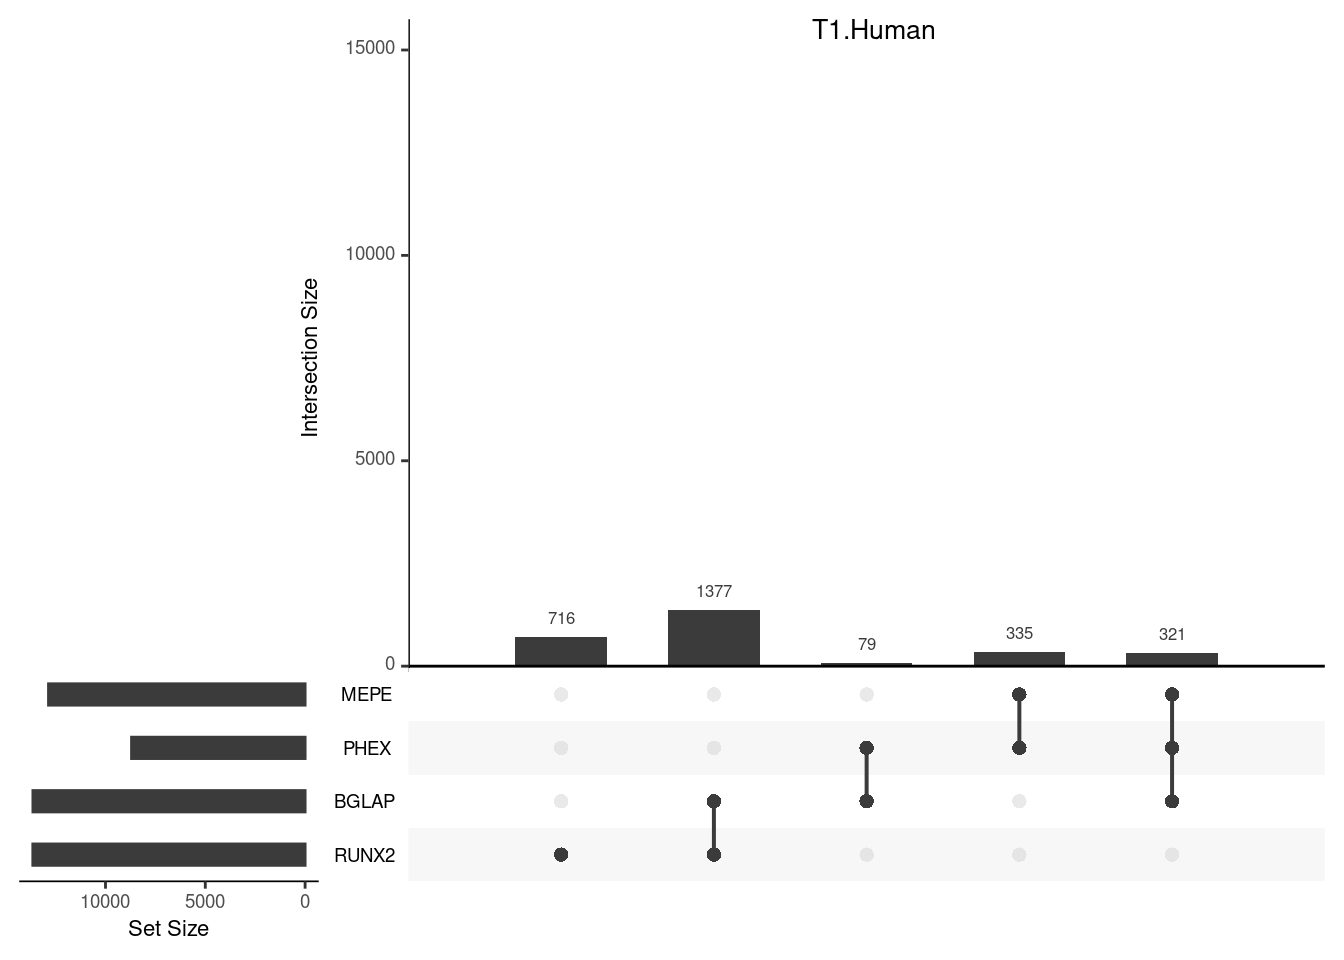 T1.Human
15000
10000
5000
0
Intersection Size
716
1377
79
335
321
MEPE
PHEX
BGLAP
RUNX2
10000 5000 0
Set Size